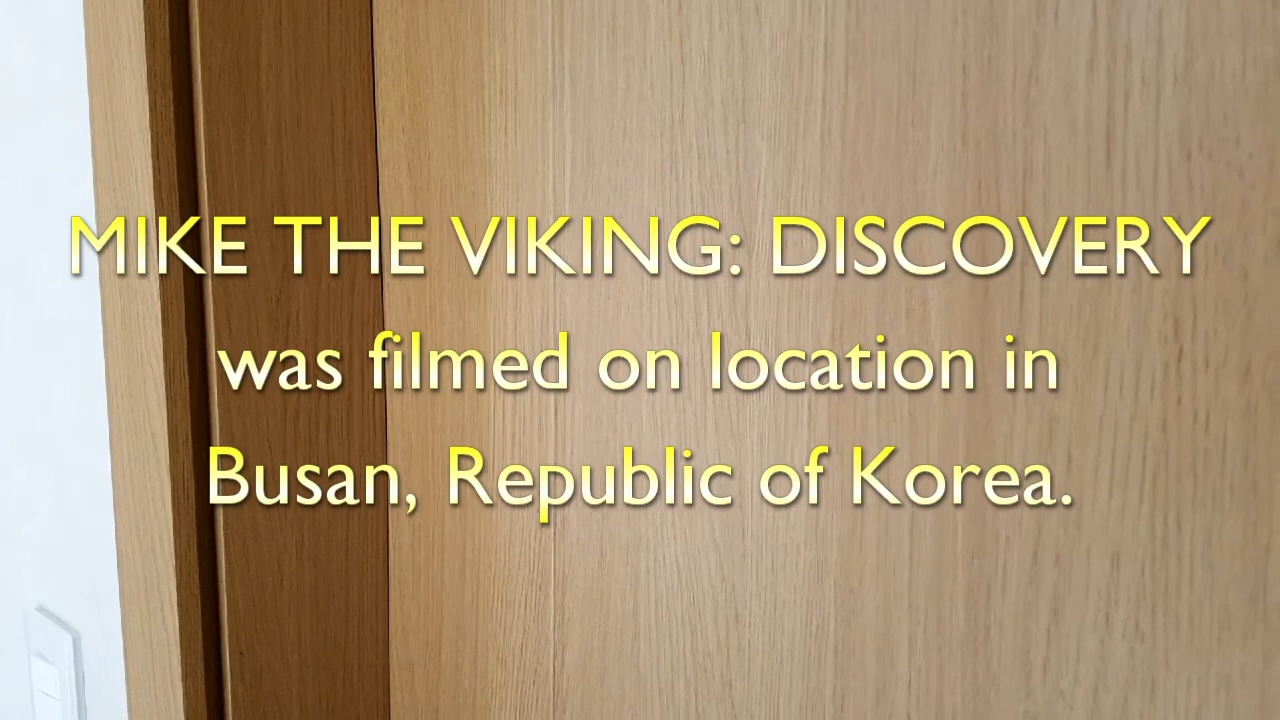 MIKE THE VIKING: DISCOVERY
was filmed on location in
Busan, Republic of Korea.